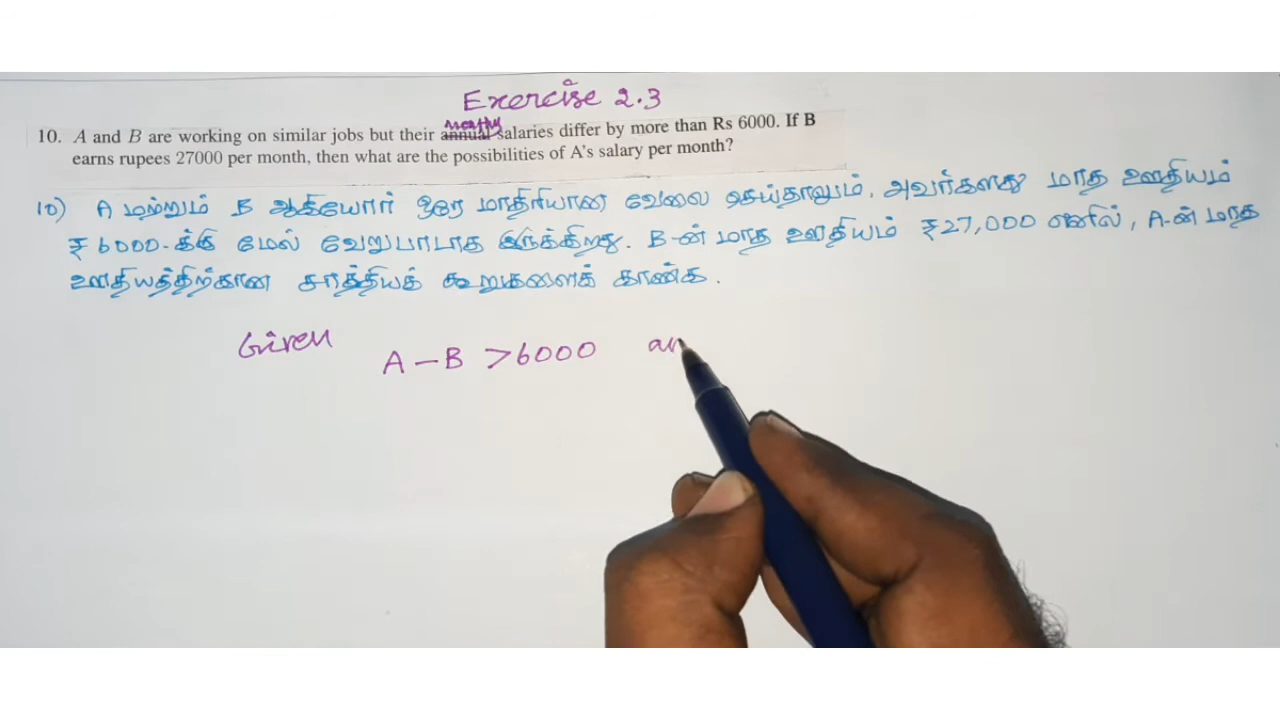 Exercise 2.3
monthly
10. A and B are working on similar jobs but their annual salaries differ by more than Rs 6000. If B
earns rupees 27000 per month, then what are the possibilities of A's salary per month?
10) A மற்றும் B ஆகியோர் ஒரே மாதிரியான வேலை செய்தாலும், அவர்களது மாத ஊதியம்
₹ 6000-க்கு மேல் வேறுபாடாக இருக்கிறது. B-ன் மாத ஊதியம் ₹27,000 எனில், A-ன் மாத
ஊதியத்திற்கான சாத்தியக் கூறுகளைக் காண்க.
Given
A - B > 6000 an